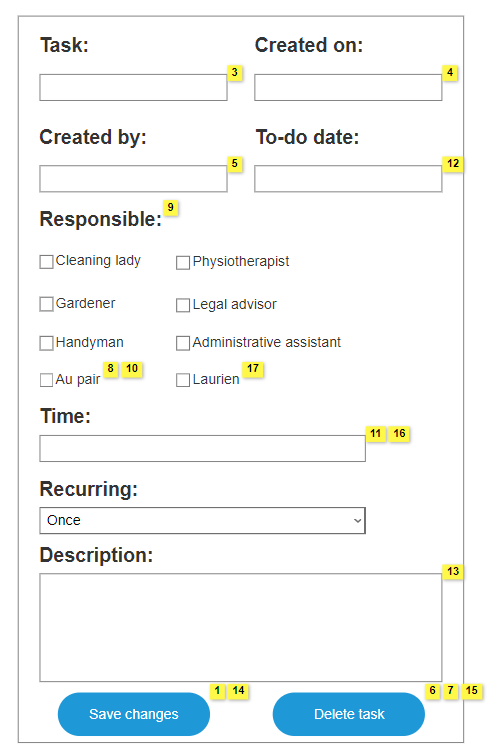 Task: Created on:
3 4
Created by: To-do date:
5 12
Responsible: 9
Cleaning lady Physiotherapist
Gardener Legal advisor
Handyman Administrative assistant
Au pair 8 10 Laurien 17
Time:
11 16
Recurring:
Once
Description:
13
1 14 6 7 15
Save changes Delete task